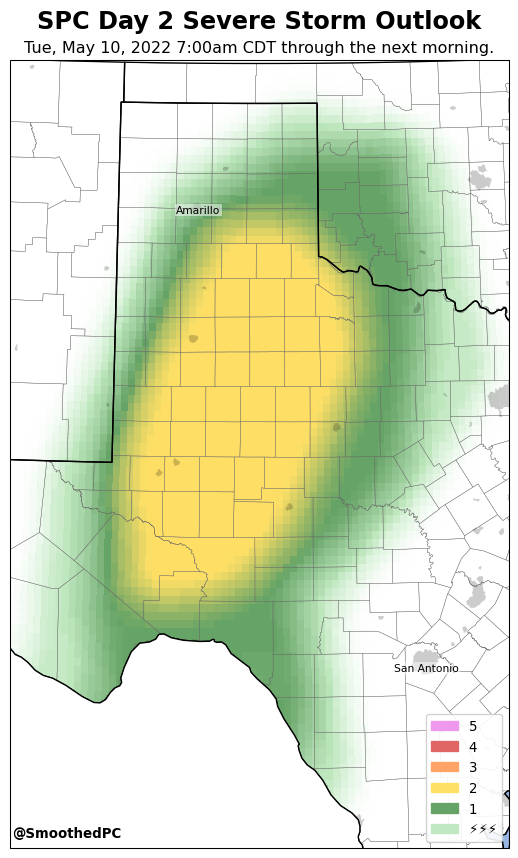 SPC Day 2 Severe Storm Outlook
Tue, May 10, 2022 7:00am CDT through the next morning.
Amarillo
San Antonio
5
4
3
2
1
⚡⚡⚡
@SmoothedPC